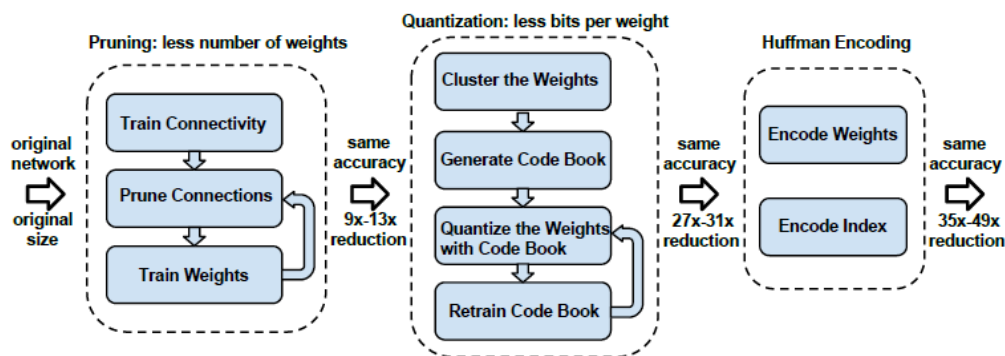 original
network
original
size
Pruning: less number of weights
Train Connectivity
Prune Connections
Train Weights
same
accuracy
9x-13x
reduction
Quantization: less bits per weight
Cluster the Weights
Generate Code Book
Quantize the Weights
with Code Book
Retrain Code Book
same
accuracy
27x-31x
reduction
Huffman Encoding
Encode Weights
Encode Index
same
accuracy
35x-49x
reduction